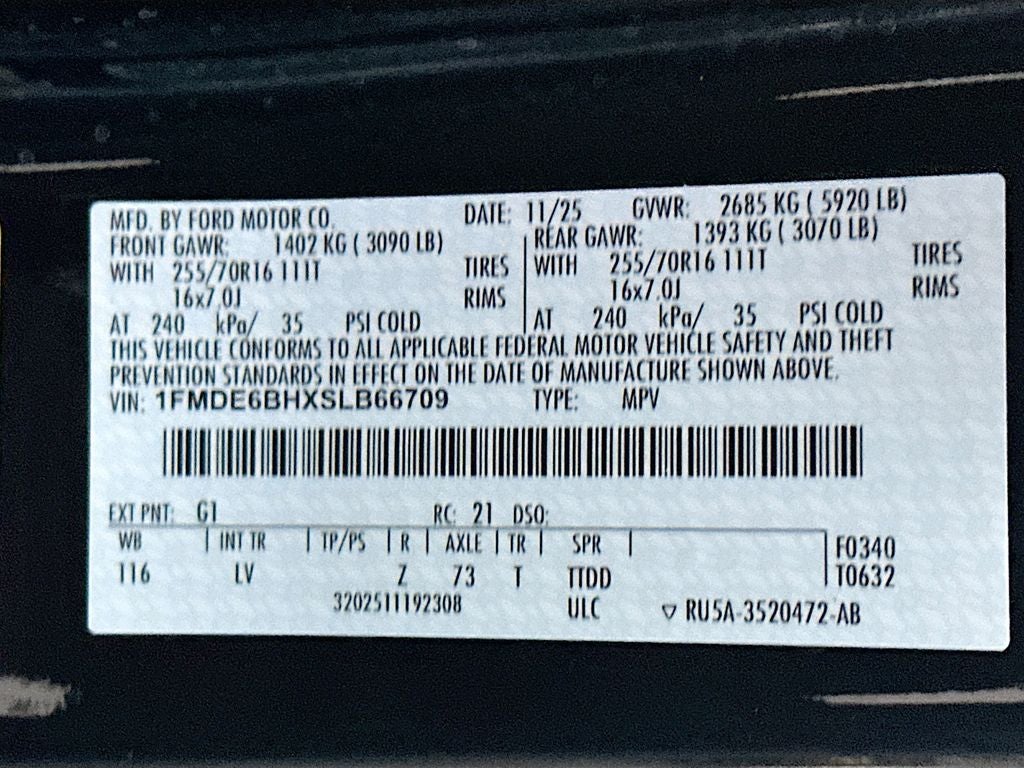 MFD. BY FORD MOTOR CO. DATE: 11/25 GVWR: 2685 KG ( 5920 LB)
FRONT GAWR: 1402 KG ( 3090 LB) REAR GAWR: 1393 KG ( 3070 LB)
WITH 255/70R16 111T TIRES WITH 255/70R16 111T TIRES
16x7.0J RIMS 16x7.0J RIMS
AT 240 kPa/ 35 PSI COLD AT 240 kPa/ 35 PSI COLD
THIS VEHICLE CONFORMS TO ALL APPLICABLE FEDERAL MOTOR VEHICLE SAFETY AND THEFT
PREVENTION STANDARDS IN EFFECT ON THE DATE OF MANUFACTURE SHOWN ABOVE.
VIN: 1FMDE6BHXSLB66709 TYPE: MPV
EXT PNT: G1 RC: 21 DSO:
WB INT TR TP/PS R AXLE TR SPR F0340
116 LV Z 73 T TTDD T0632
3202511192308 ULC ▽ RU5A-3520472-AB